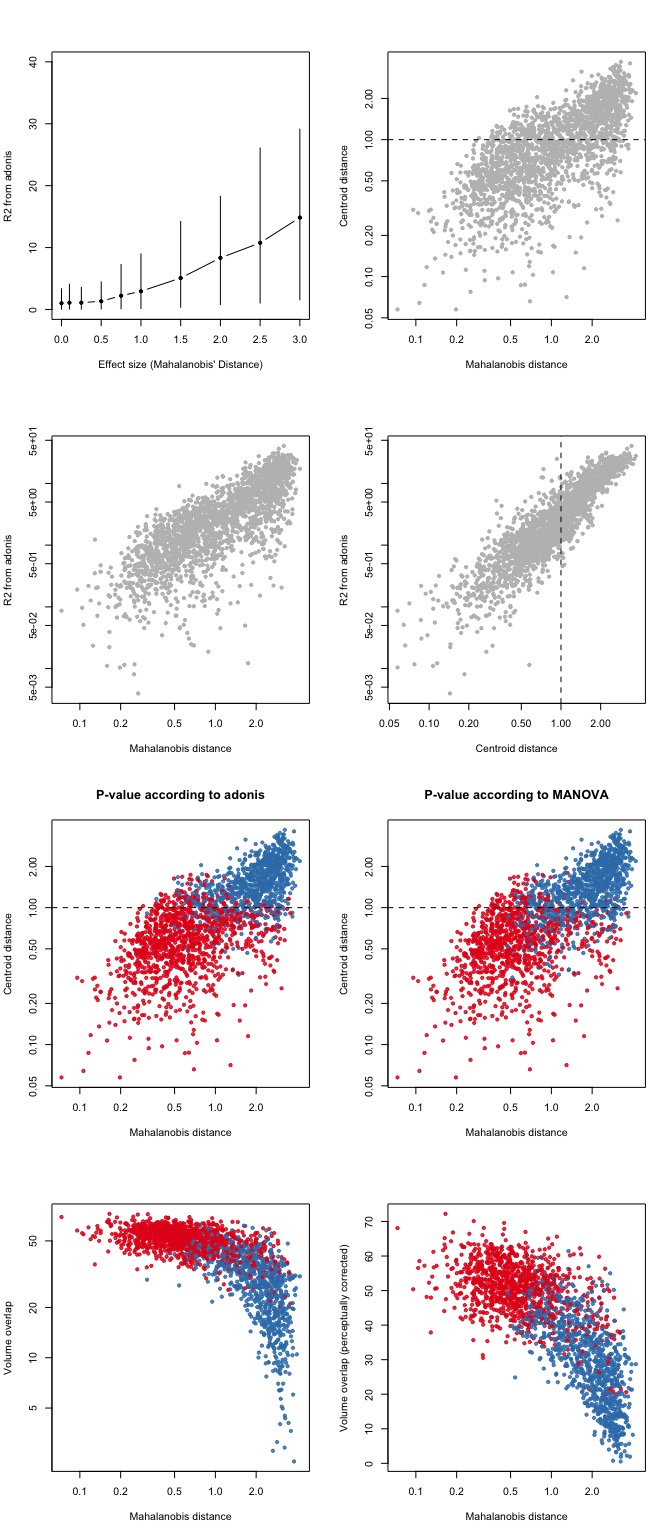 40
30
20
10
0
R2 from adonis
0.0 0.5 1.0 1.5 2.0 2.5 3.0
Effect size (Mahalanobis' Distance)
2.00
1.00
0.50
0.20
0.10
0.05
Centroid distance
0.1 0.2 0.5 1.0 2.0
Mahalanobis distance
5e+01
5e+00
5e-01
5e-02
5e-03
R2 from adonis
0.1 0.2 0.5 1.0 2.0
Mahalanobis distance
5e+01
5e+00
5e-01
5e-02
5e-03
R2 from adonis
0.05 0.10 0.20 0.50 1.00 2.00
Centroid distance
P-value according to adonis
2.00
1.00
0.50
0.20
0.10
0.05
Centroid distance
0.1 0.2 0.5 1.0 2.0
Mahalanobis distance
P-value according to MANOVA
2.00
1.00
0.50
0.20
0.10
0.05
Centroid distance
0.1 0.2 0.5 1.0 2.0
Mahalanobis distance
50
20
10
5
Volume overlap
0.1 0.2 0.5 1.0 2.0
Mahalanobis distance
70
60
50
40
30
20
10
0
Volume overlap (perceptually corrected)
0.1 0.2 0.5 1.0 2.0
Mahalanobis distance